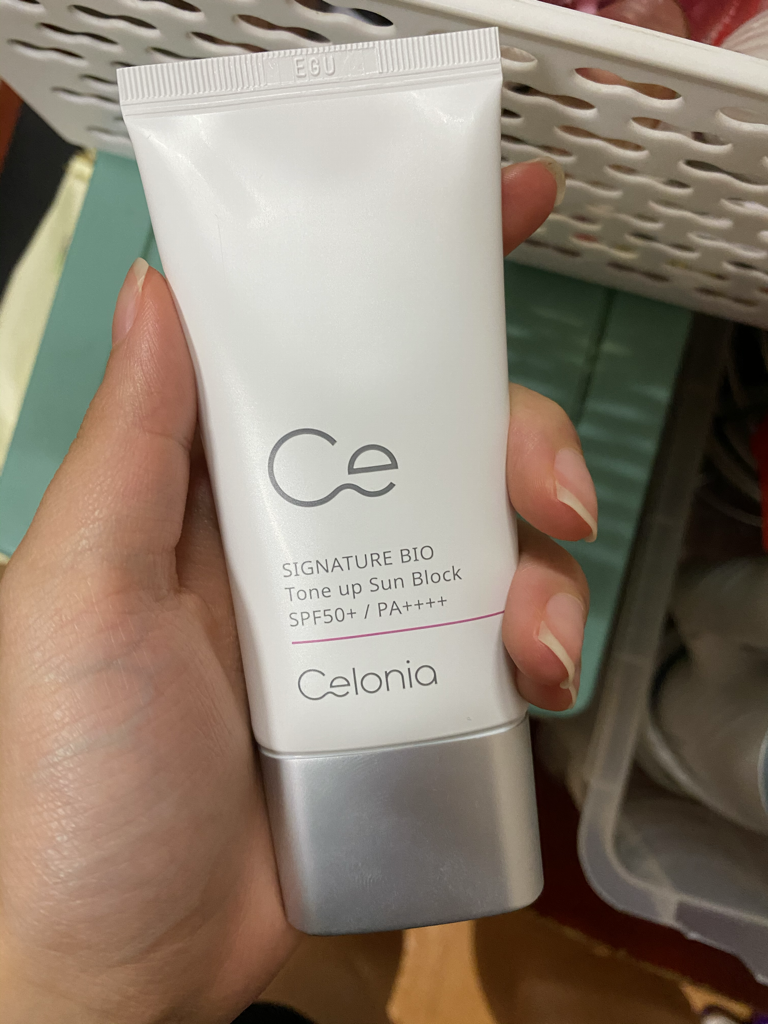 EGU
Ce
SIGNATURE BIO
Tone up Sun Block
SPF50+ / PA++++
Celonia